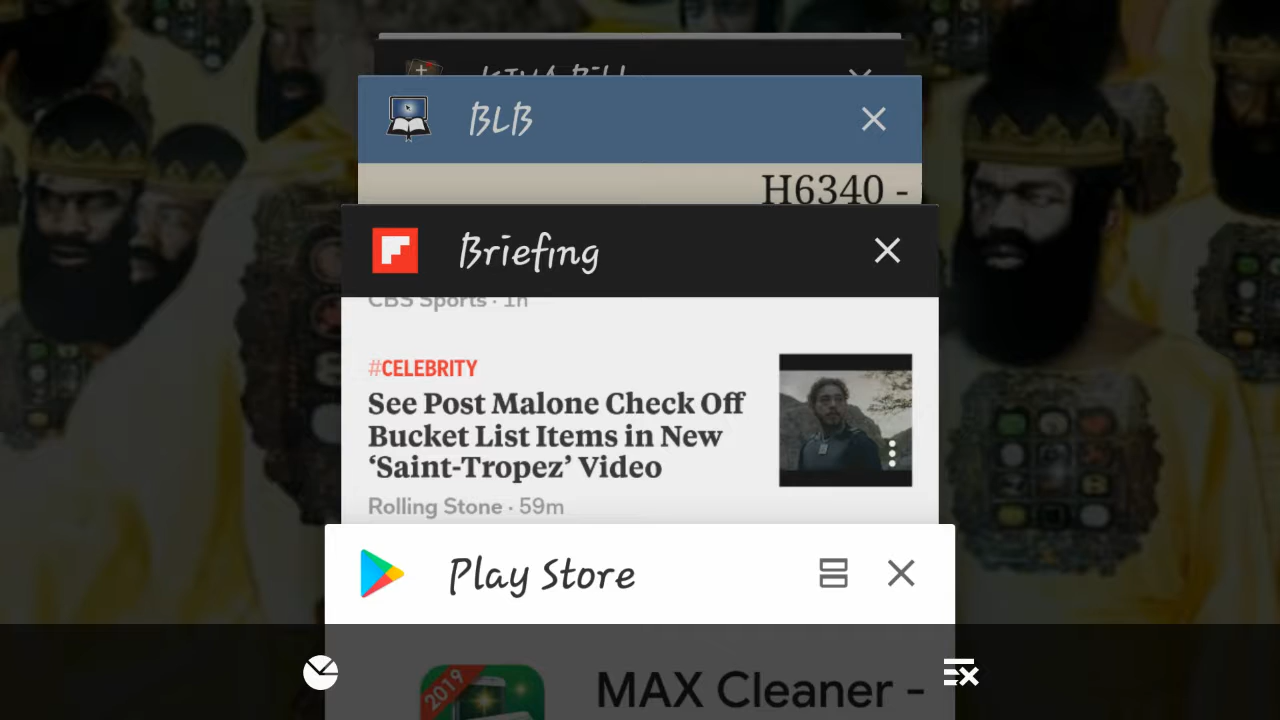 BLB
H6340 -
Briefing
CBS Sports · 1h
#CELEBRITY
See Post Malone Check Off
Bucket List Items in New
‘Saint-Tropez’ Video
Rolling Stone · 59m
Play Store
2019
MAX Cleaner -